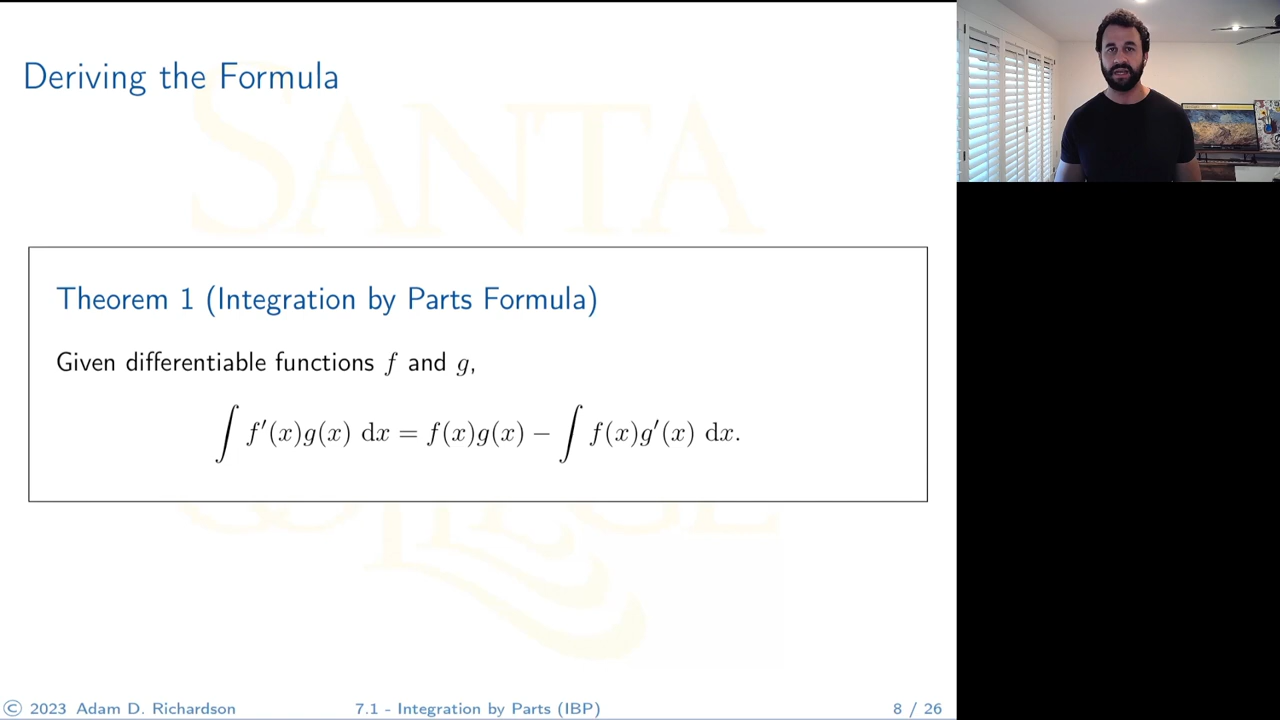 Deriving the Formula
SANTA
Theorem 1 (Integration by Parts Formula)
Given differentiable functions f and g,
∫ f′(x)g(x) dx = f(x)g(x) − ∫ f(x)g′(x) dx.
© 2023 Adam D. Richardson
7.1 - Integration by Parts (IBP)
8 / 26